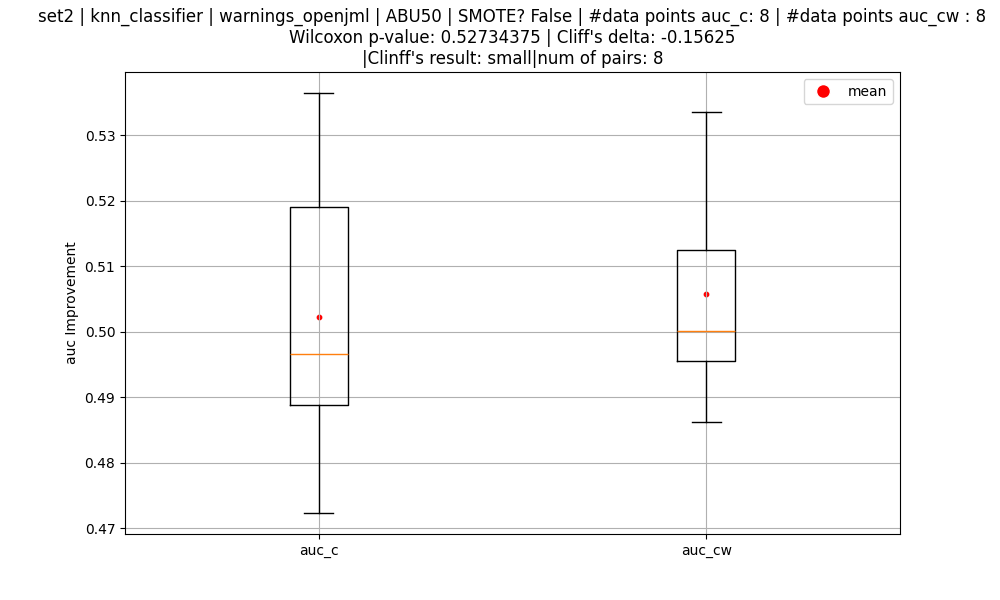 set2 | knn_classifier | warnings_openjml | ABU50 | SMOTE? False | #data points auc_c: 8 | #data points auc_cw : 8
Wilcoxon p-value: 0.52734375 | Cliff's delta: -0.15625
|Clinff's result: small|num of pairs: 8
mean
0.53
0.52
0.51
0.50
0.49
0.48
0.47
auc Improvement
auc_c
auc_cw